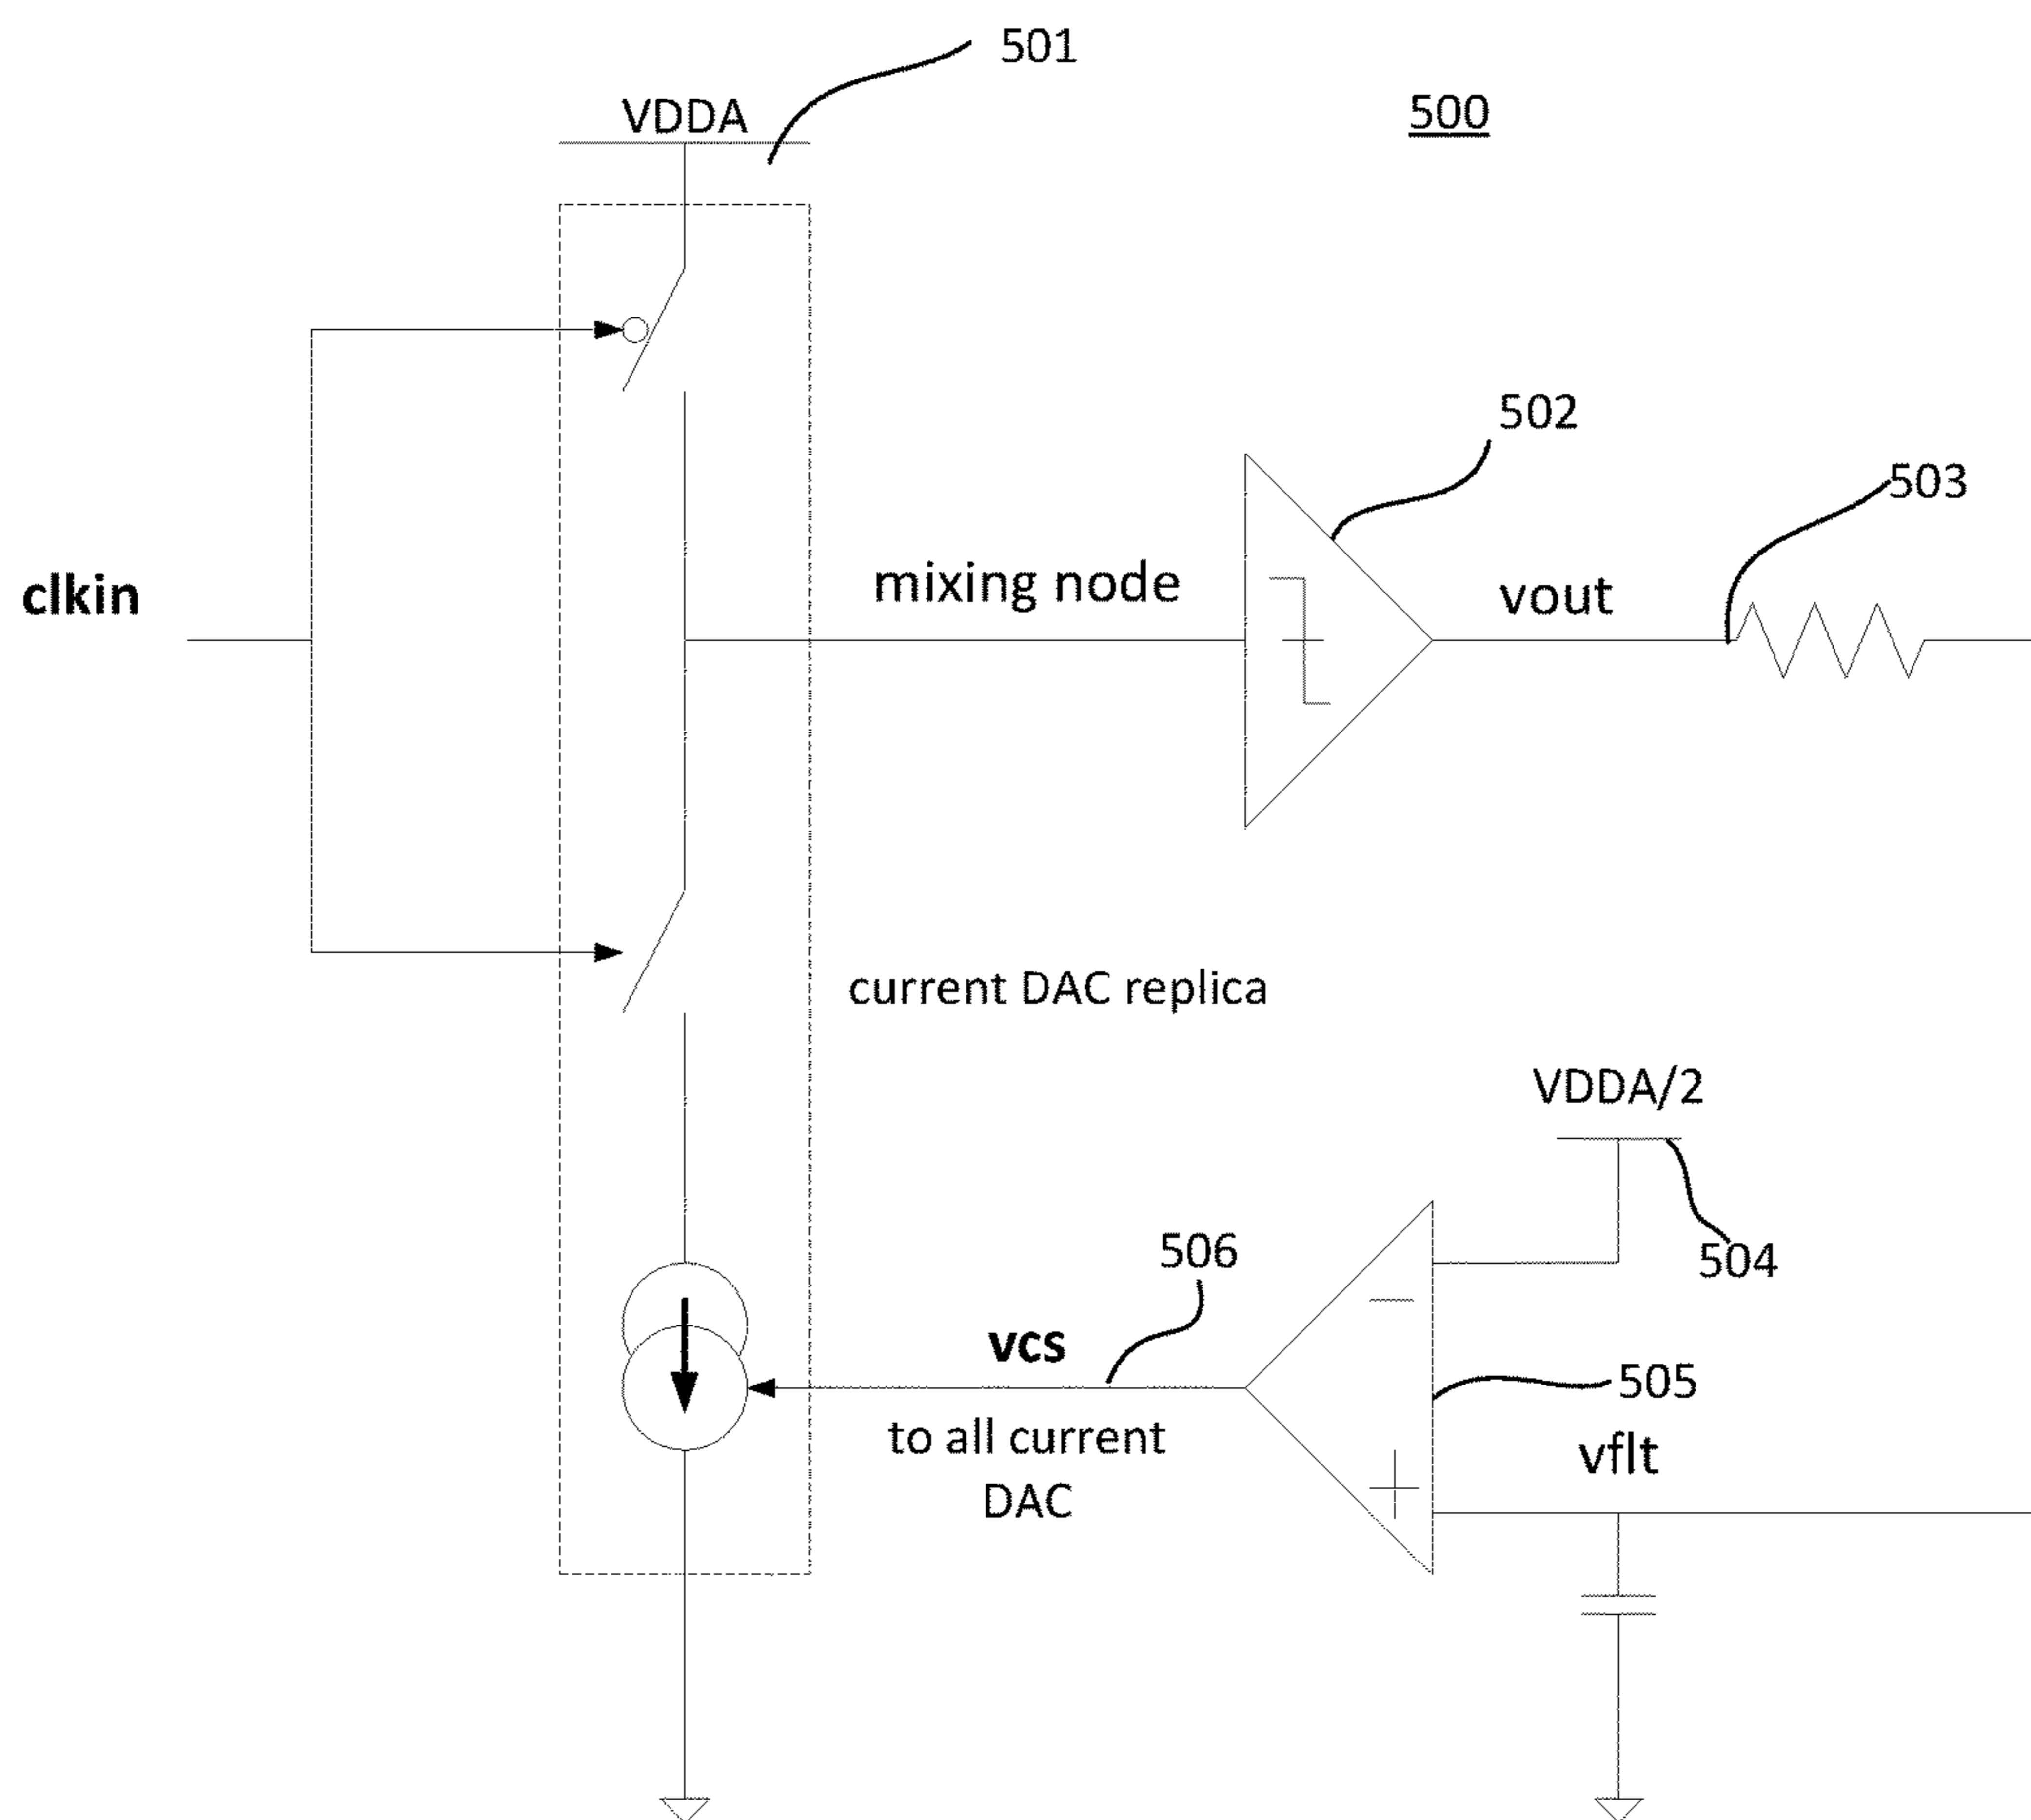 501
VDDA
500
502
503
clkin
mixing node
vout
current DAC replica
VDDA/2
504
506
vcs
505
to all current
DAC
vflt